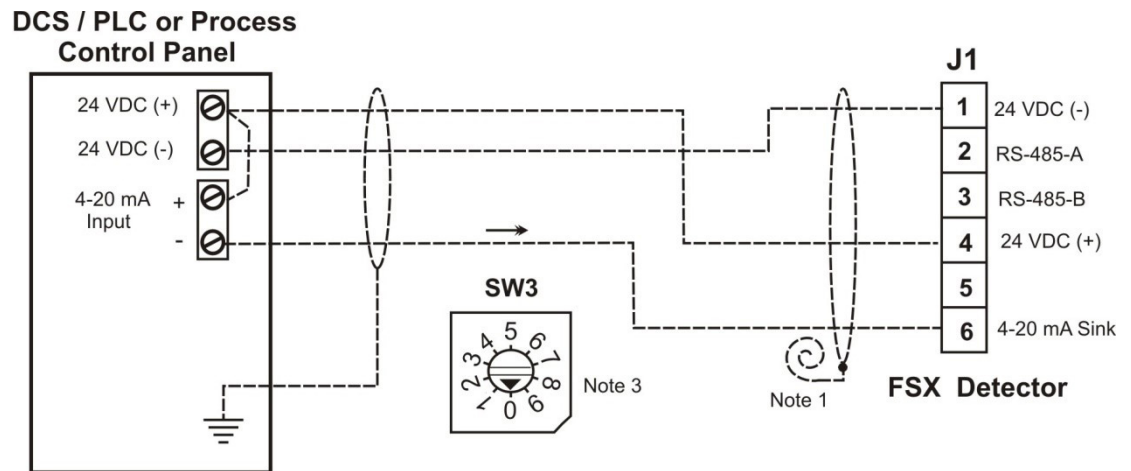 DCS / PLC or Process
Control Panel
24 VDC (+)
24 VDC (-)
4-20 mA +
Input
-
SW3
0 1 2 3 4 5 6 7 8 9
Note 3
Note 1
J1
1 24 VDC (-)
2 RS-485-A
3 RS-485-B
4 24 VDC (+)
5
6 4-20 mA Sink
FSX Detector